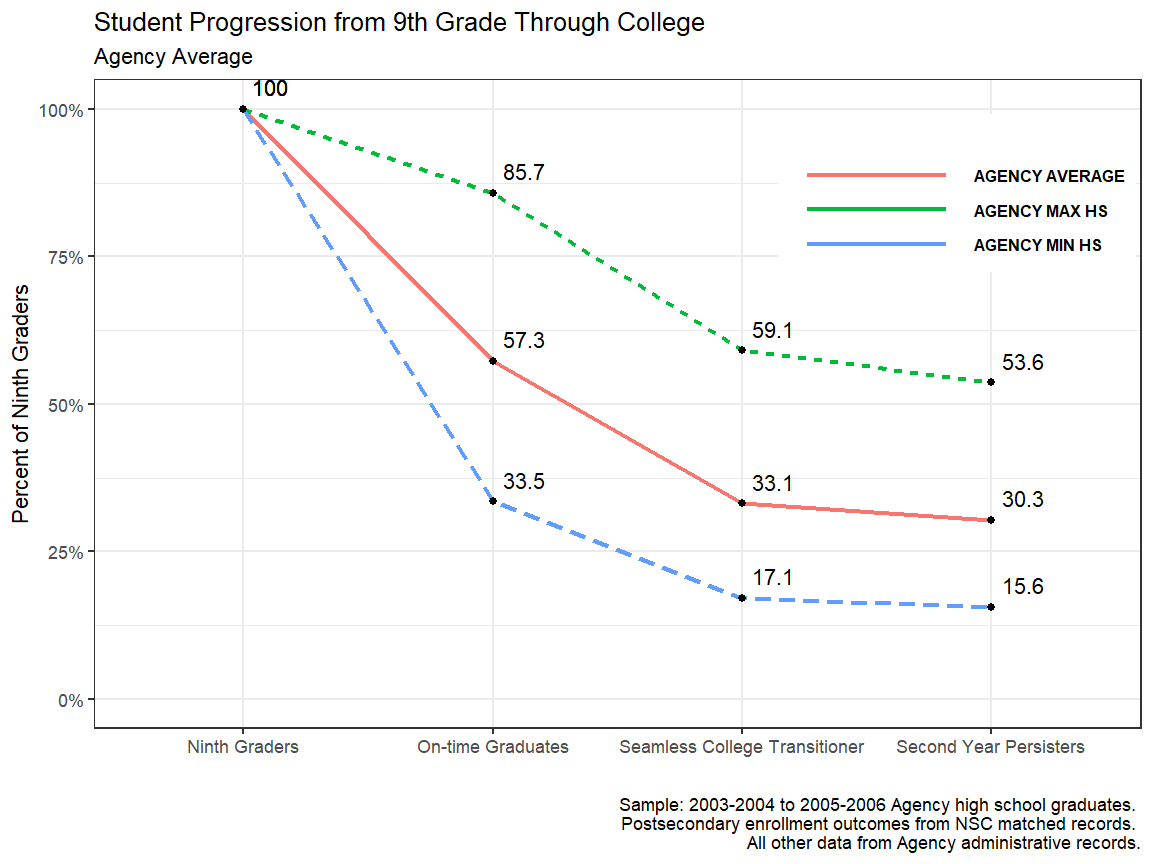 Student Progression from 9th Grade Through College
Agency Average
Percent of Ninth Graders
100%
75%
50%
25%
0%
100
85.7
57.3
33.5
59.1
33.1
17.1
53.6
30.3
15.6
AGENCY AVERAGE
AGENCY MAX HS
AGENCY MIN HS
Ninth Graders
On-time Graduates
Seamless College Transitioner
Second Year Persisters
Sample: 2003-2004 to 2005-2006 Agency high school graduates.
Postsecondary enrollment outcomes from NSC matched records.
All other data from Agency administrative records.